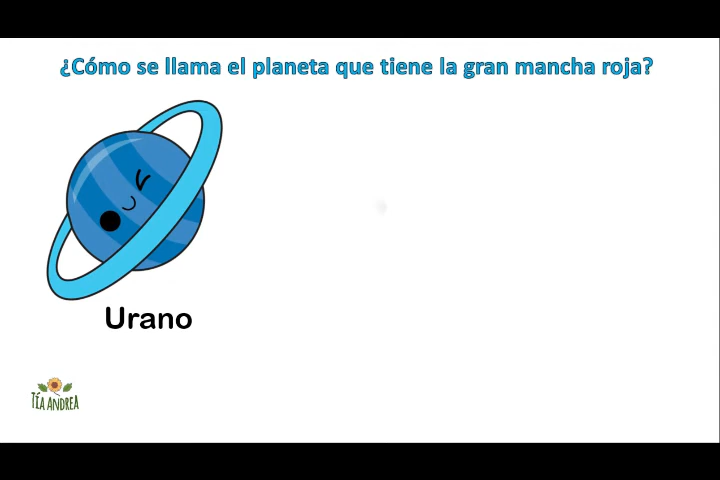 ¿Cómo se llama el planeta que tiene la gran mancha roja?
Urano
TÍA ANDREA